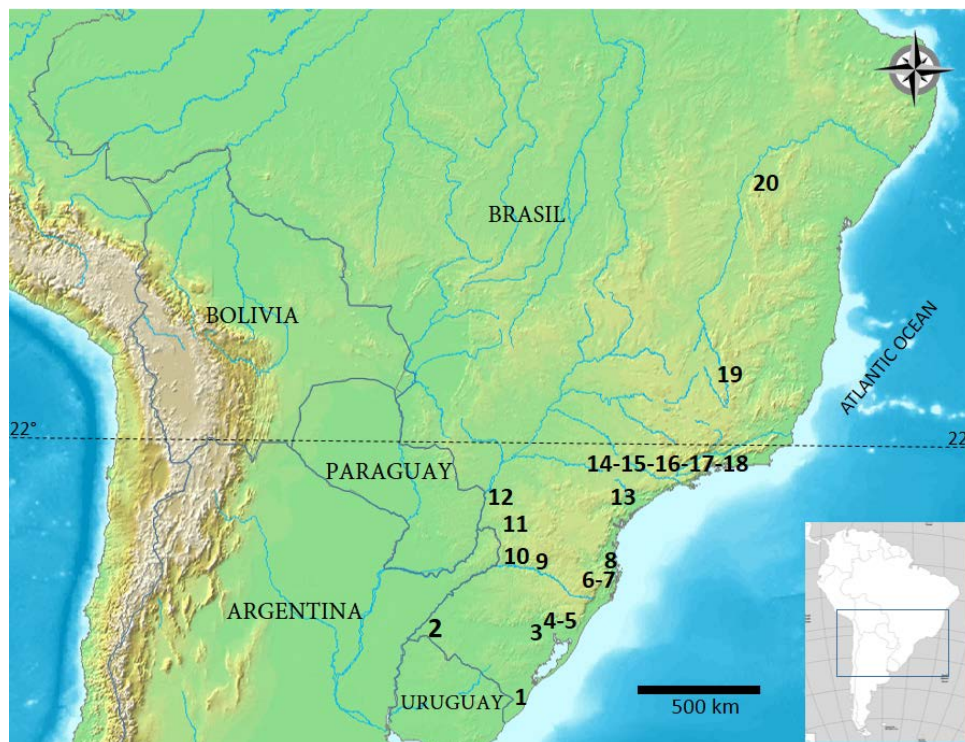 20
BRASIL
BOLIVIA
ATLANTIC OCEAN
19
22°
22
PARAGUAY
14-15-16-17-18
12
13
11
10
9
8
6-7
ARGENTINA
2
4-5
3
URUGUAY
1
500 km